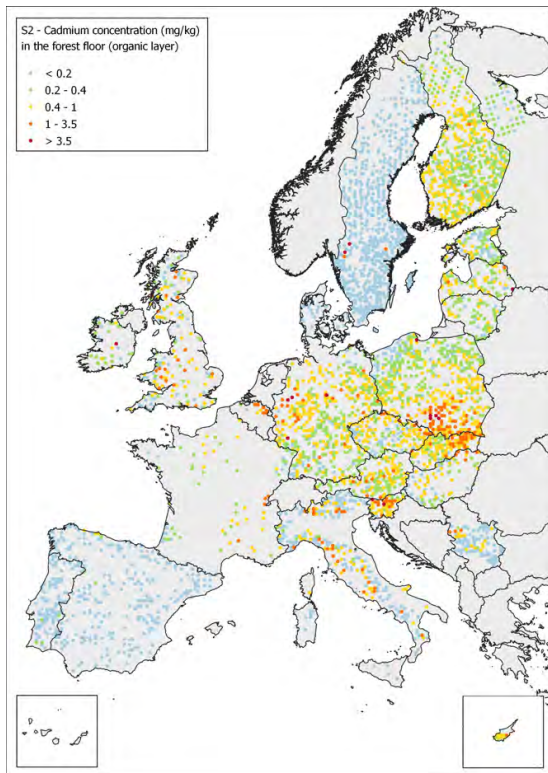 S2 - Cadmium concentration (mg/kg)
in the forest floor (organic layer)
< 0.2
0.2 - 0.4
0.4 - 1
1 - 3.5
> 3.5